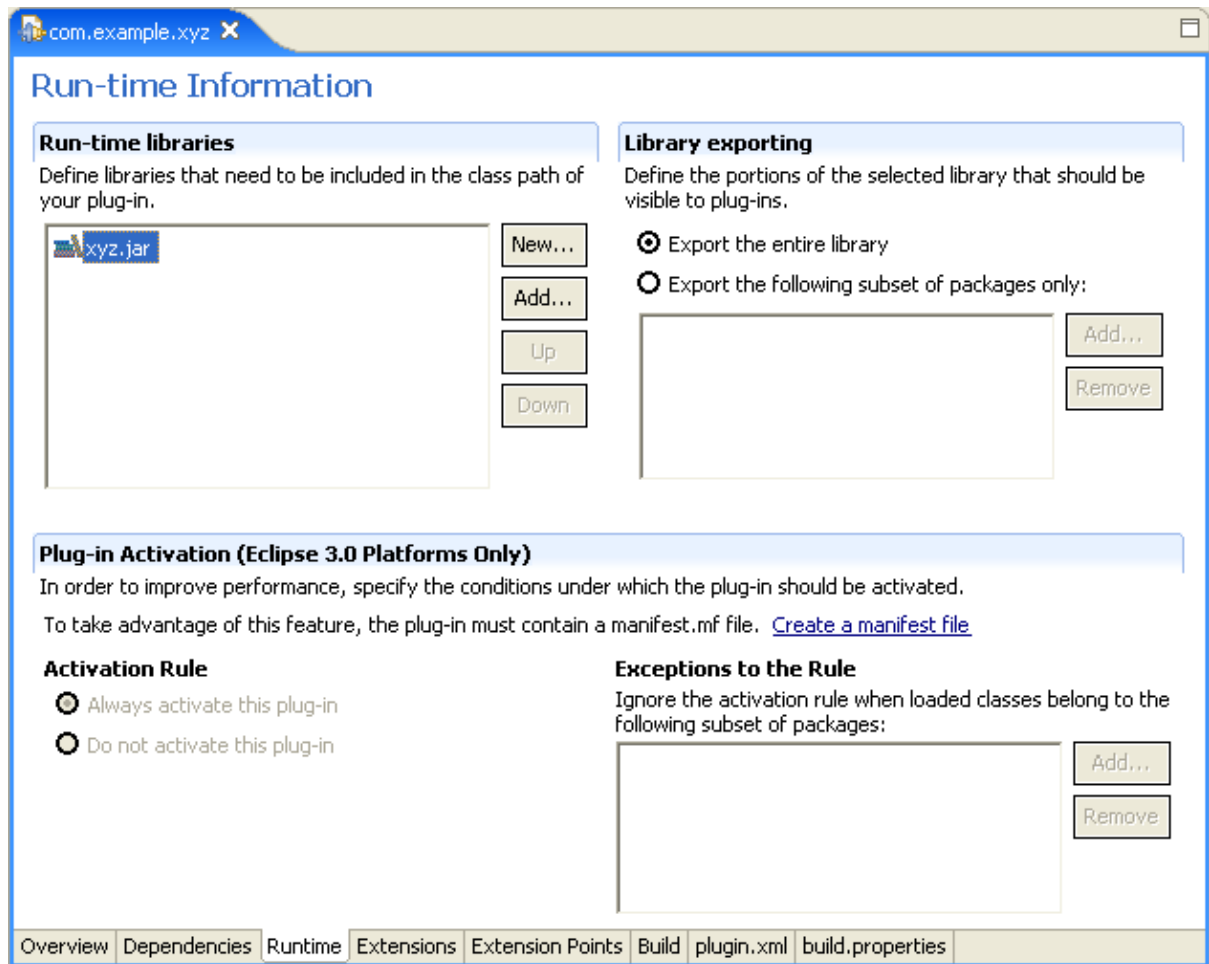 com.example.xyz
Run-time Information
Run-time libraries
Define libraries that need to be included in the class path of
your plug-in.
xyz.jar
New...
Add...
Up
Down
Library exporting
Define the portions of the selected library that should be
visible to plug-ins.
Export the entire library
Export the following subset of packages only:
Add...
Remove
Plug-in Activation (Eclipse 3.0 Platforms Only)
In order to improve performance, specify the conditions under which the plug-in should be activated.
To take advantage of this feature, the plug-in must contain a manifest.mf file. Create a manifest file
Activation Rule
Always activate this plug-in
Do not activate this plug-in
Exceptions to the Rule
Ignore the activation rule when loaded classes belong to the
following subset of packages:
Add...
Remove
Overview Dependencies Runtime Extensions Extension Points Build plugin.xml build.properties